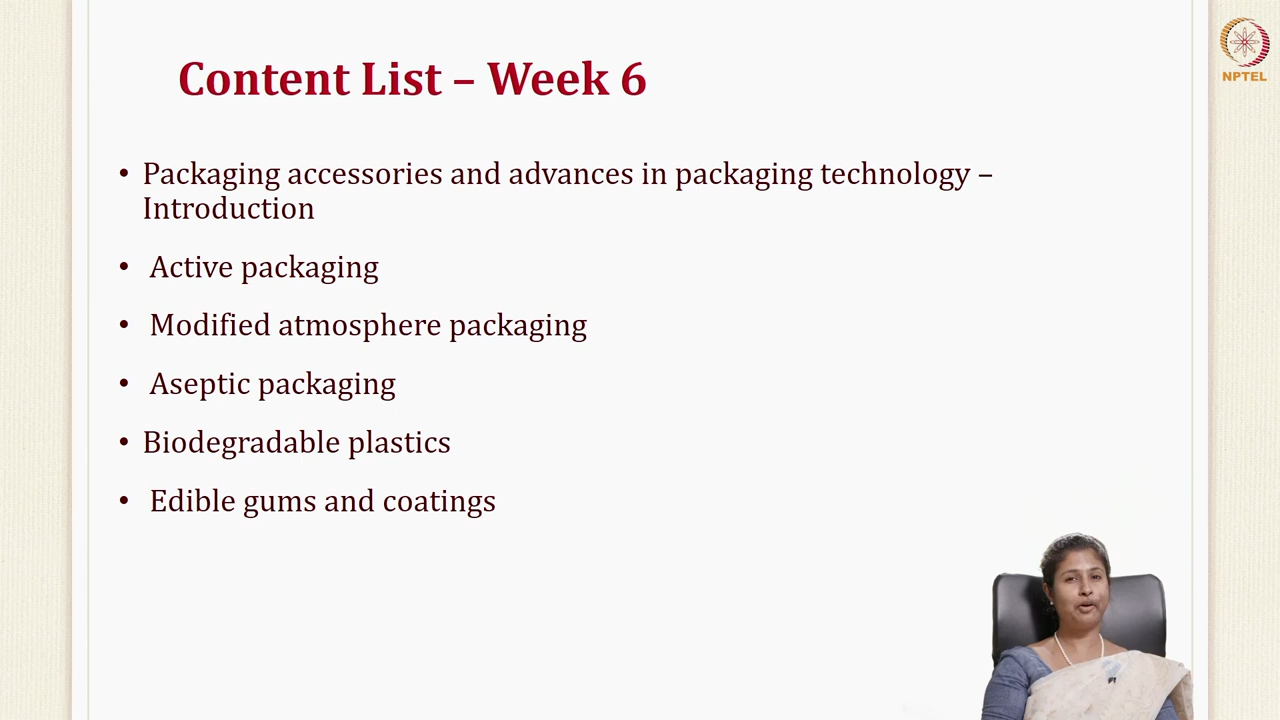 Content List – Week 6
NPTEL
• Packaging accessories and advances in packaging technology –
Introduction
• Active packaging
• Modified atmosphere packaging
• Aseptic packaging
• Biodegradable plastics
• Edible gums and coatings